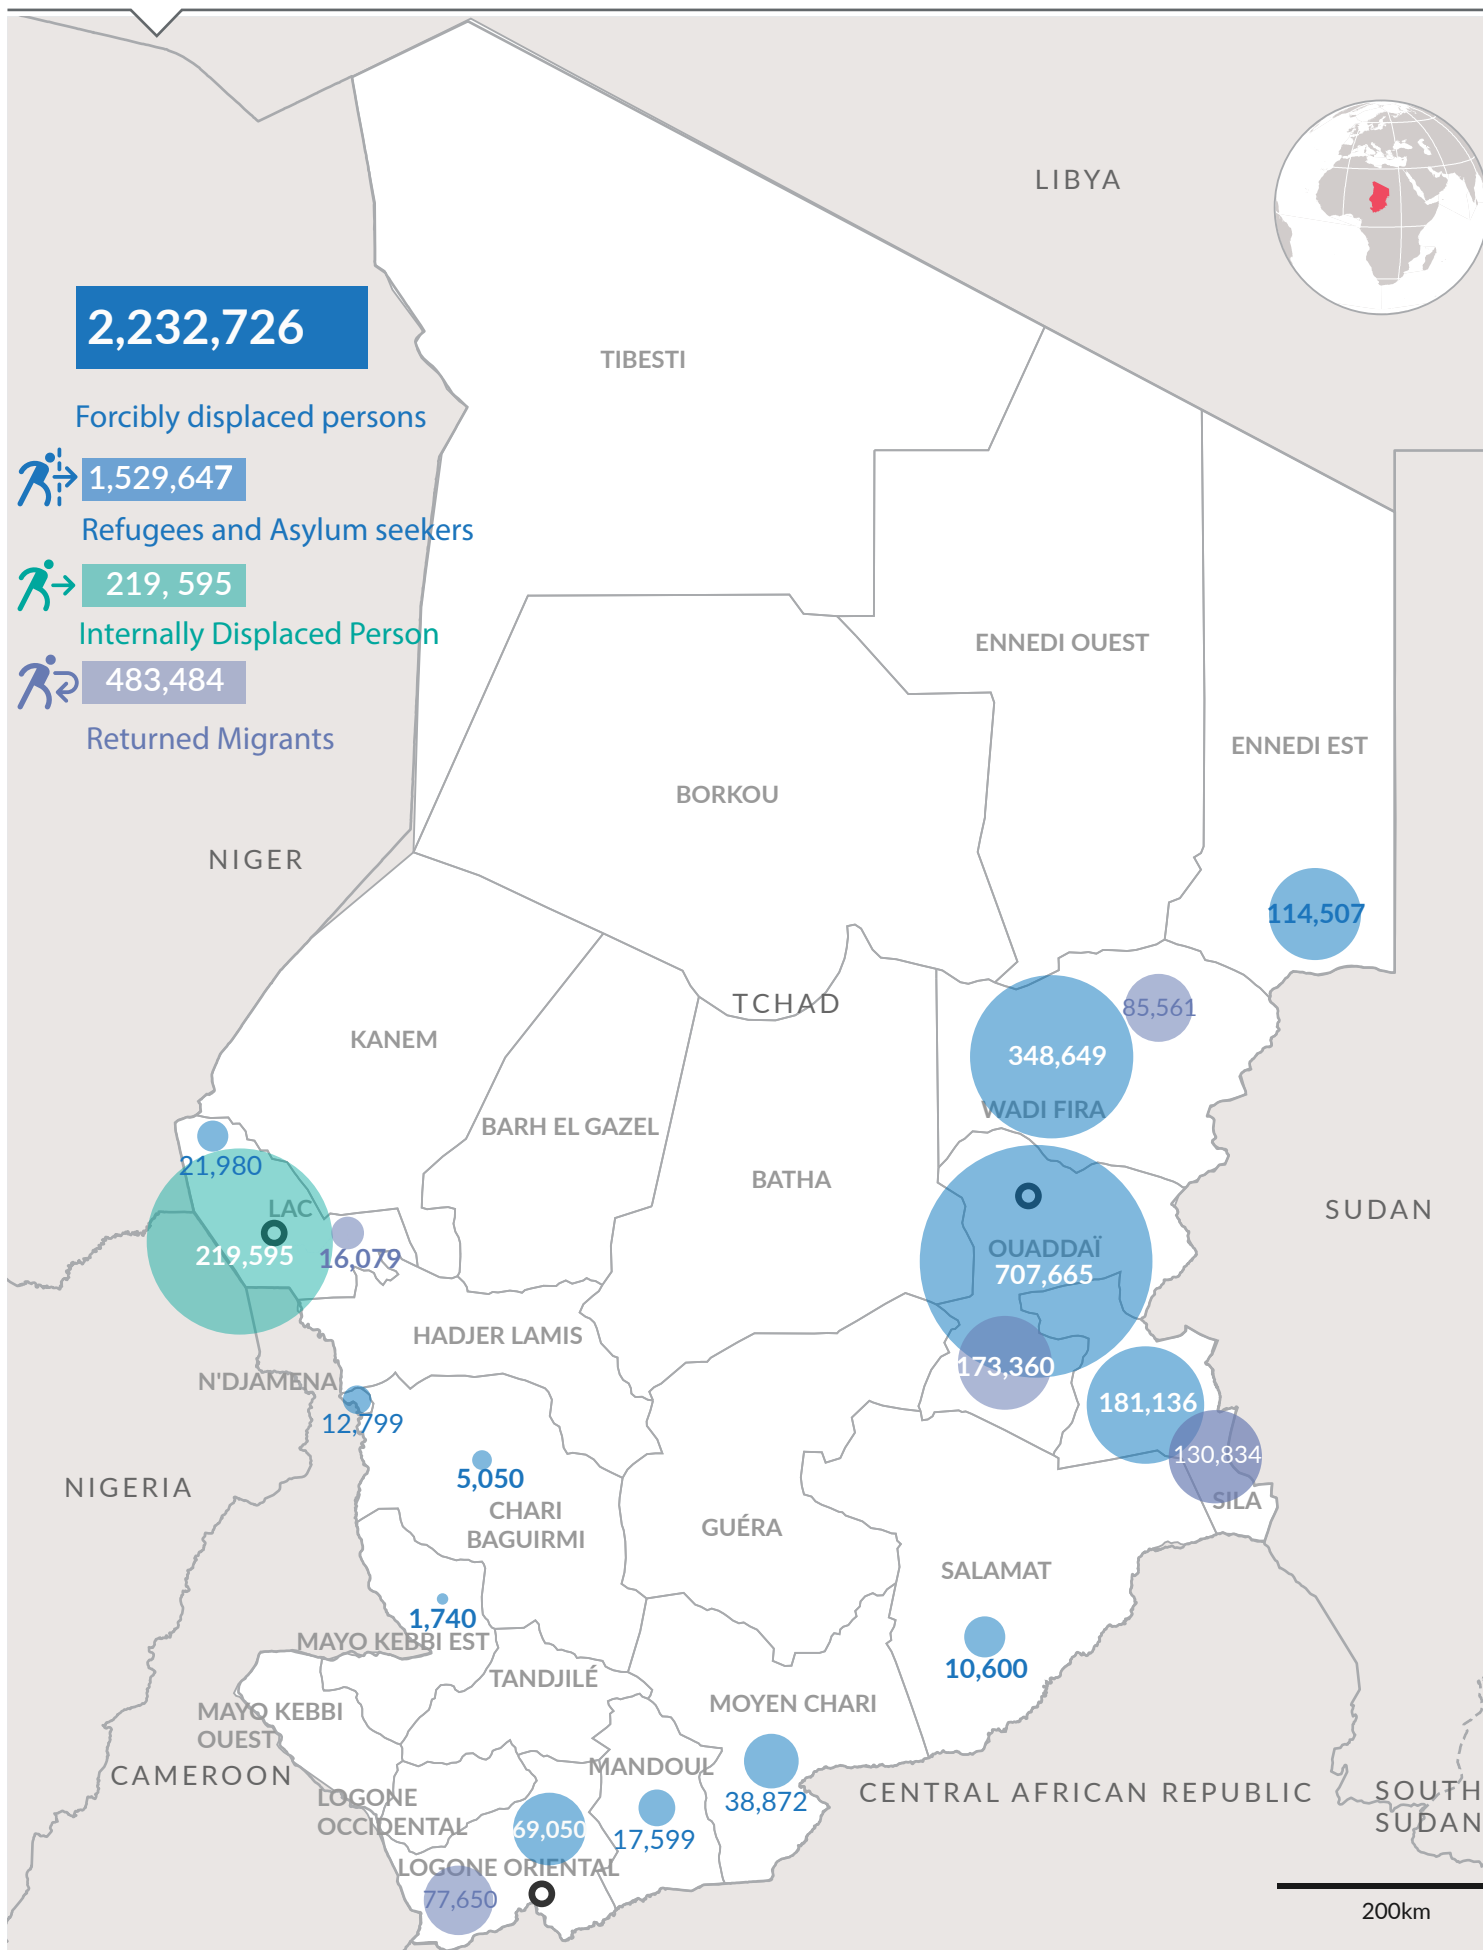 LIBYA
2,232,726
Forcibly displaced persons
1,529,647
Refugees and Asylum seekers
219, 595
Internally Displaced Person
483,484
Returned Migrants
TIBESTI
ENNEDI OUEST
ENNEDI EST
BORKOU
NIGER
114,507
TCHAD
85,561
KANEM
348,649
WADI FIRA
BARH EL GAZEL
21,980
BATHA
LAC
SUDAN
219,595
16,079
OUADDAÏ
707,665
HADJER LAMIS
173,360
N'DJAMENA
12,799
181,136
130,834
5,050
NIGERIA
CHARI
BAGUIRMI
SILA
GUÉRA
SALAMAT
1,740
MAYO KEBBI EST
10,600
TANDJILÉ
MOYEN CHARI
MAYO KEBBI
OUEST
MANDOUL
CAMEROON
38,872
CENTRAL AFRICAN REPUBLIC
SOUTH
SUDAN
LOGONE
OCCIDENTAL
69,050
17,599
LOGONE ORIENTAL
77,650
200km